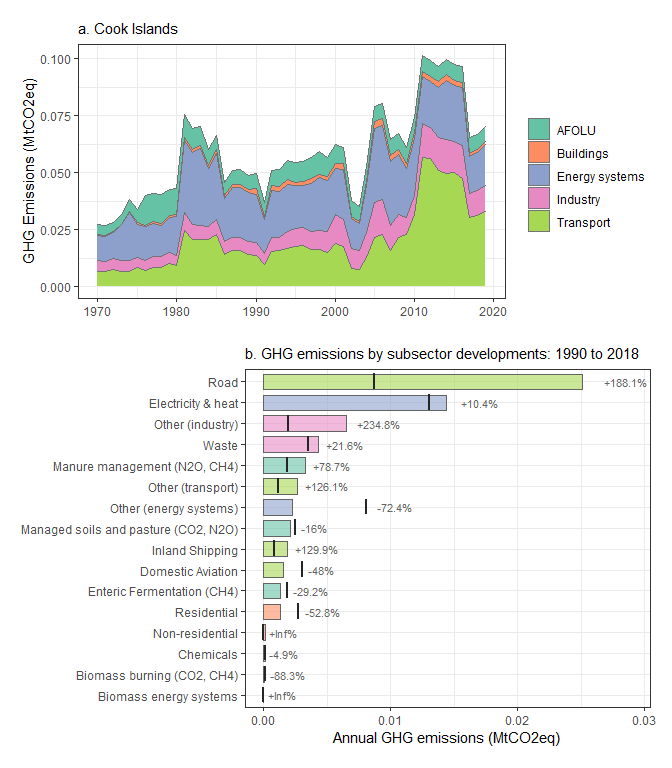 a. Cook Islands
GHG Emissions (MtCO2eq)
0.100
0.075
0.050
0.025
0.000
1970 1980 1990 2000 2010 2020
AFOLU
Buildings
Energy systems
Industry
Transport
b. GHG emissions by subsector developments: 1990 to 2018
Road +188.1%
Electricity & heat +10.4%
Other (industry) +234.8%
Waste +21.6%
Manure management (N2O, CH4) +78.7%
Other (transport) +126.1%
Other (energy systems) -72.4%
Managed soils and pasture (CO2, N2O) -16%
Inland Shipping +129.9%
Domestic Aviation -48%
Enteric Fermentation (CH4) -29.2%
Residential -52.8%
Non-residential +Inf%
Chemicals -4.9%
Biomass burning (CO2, CH4) -88.3%
Biomass energy systems +Inf%
0.00 0.01 0.02 0.03
Annual GHG emissions (MtCO2eq)